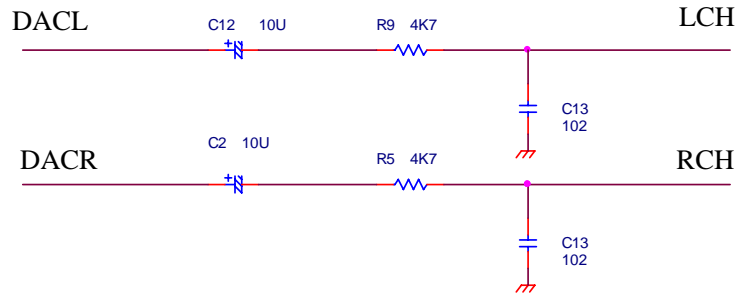 DACL C12 10U R9 4K7 LCH
C13
102
DACR C2 10U R5 4K7 RCH
C13
102